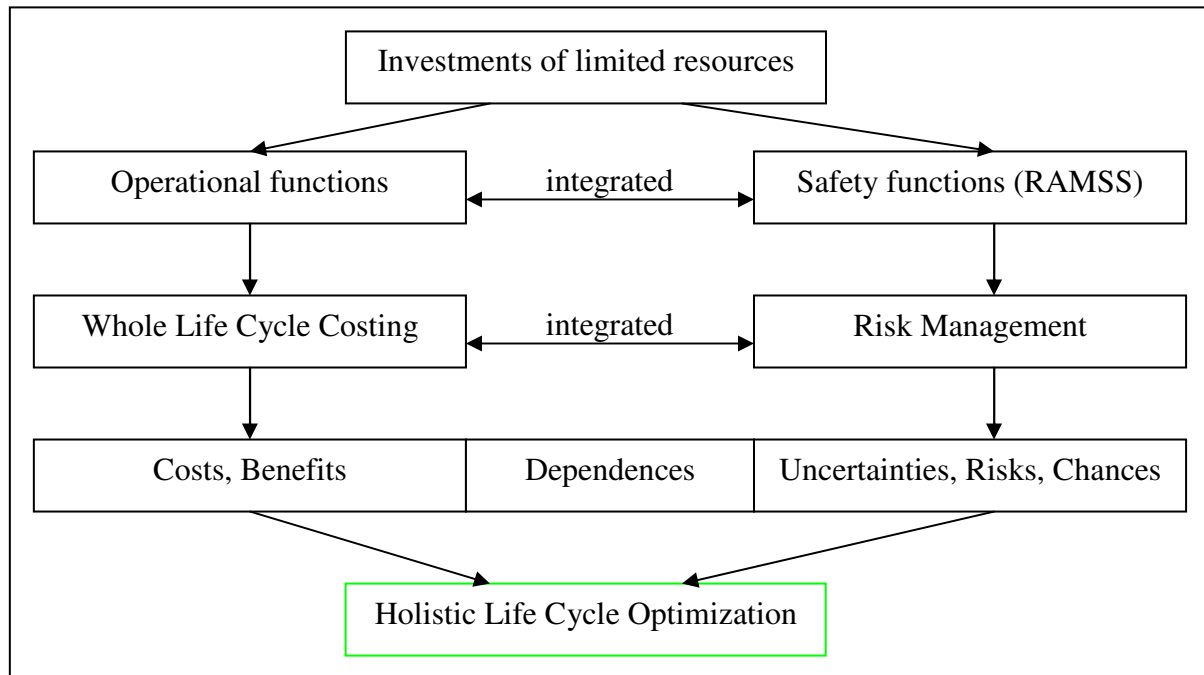 Investments of limited resources
Operational functions
integrated
Safety functions (RAMSS)
Whole Life Cycle Costing
integrated
Risk Management
Costs, Benefits
Dependences
Uncertainties, Risks, Chances
Holistic Life Cycle Optimization